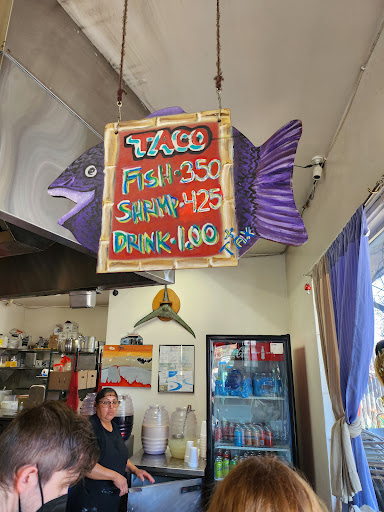 TACO
FISH-350
SHRIMP-425
DRINK-1.00